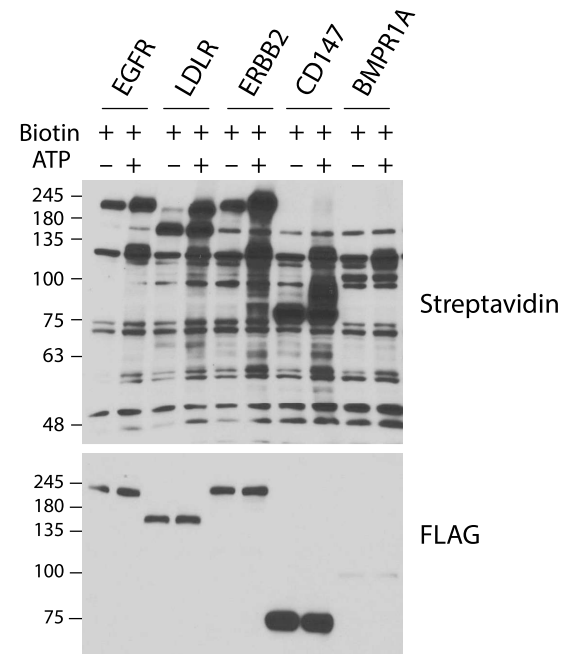 EGFR LDLR ERBB2 CD147 BMPR1A
Biotin + + + + + + + + + +
ATP − + − + − + − + − +
245
180
135
100
75
63
48
Streptavidin
245
180
135
100
75
FLAG